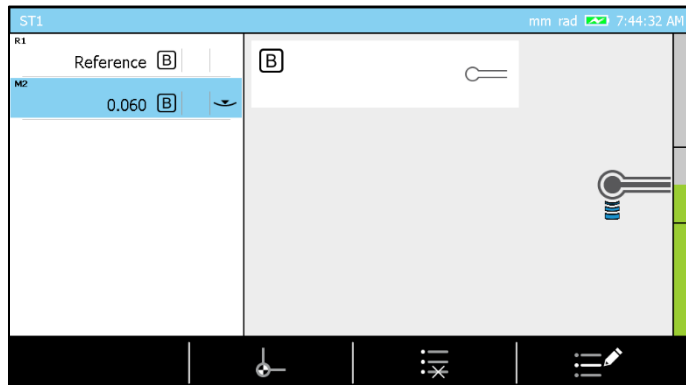 ST1 mm rad 7:44:32 AM
R1
Reference B
M2
0.060 B
B